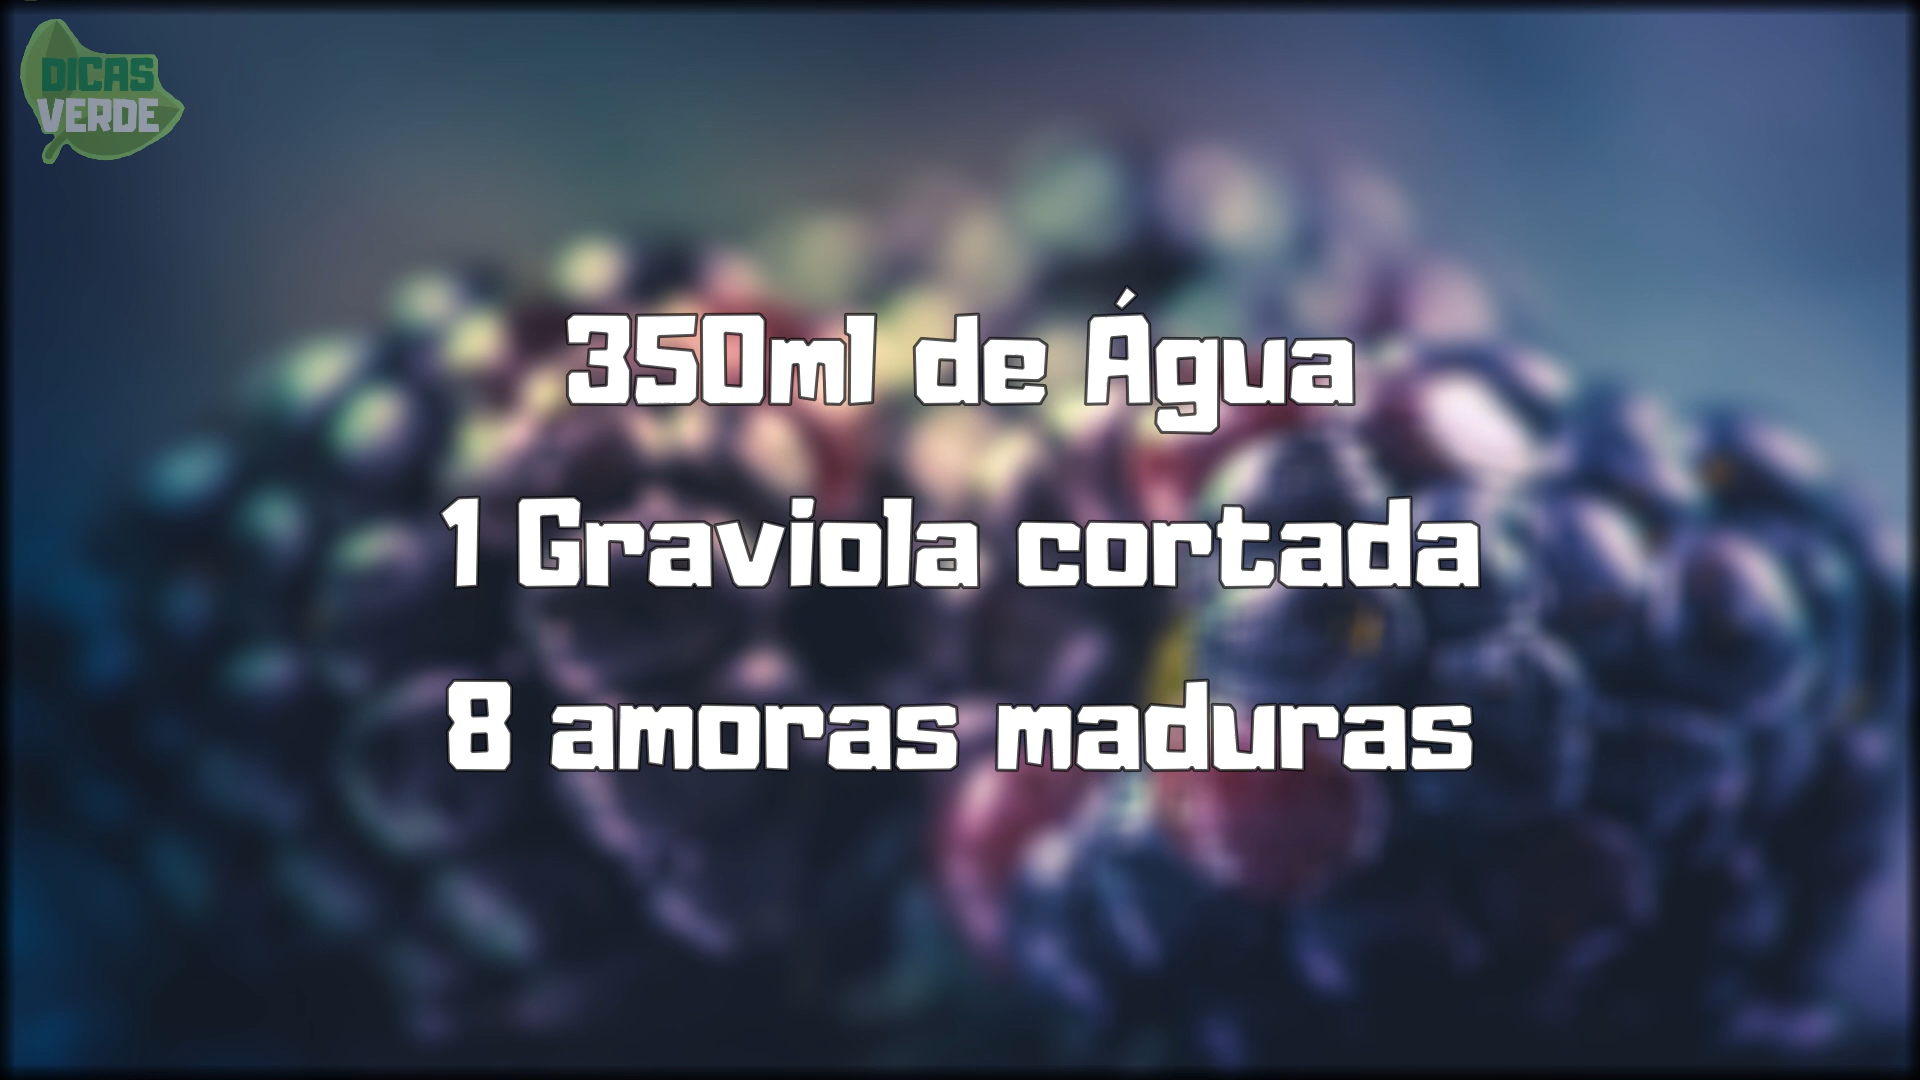 DICAS
VERDE
350ml de Água
1 Graviola cortada
8 amoras maduras